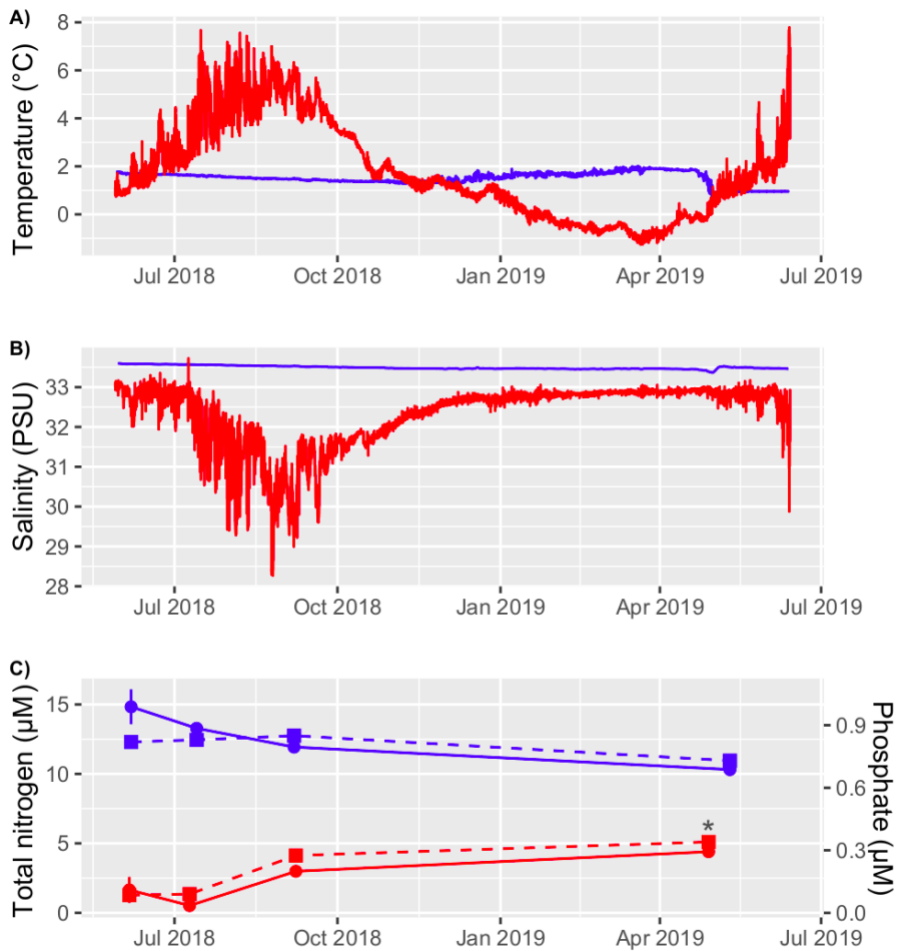 A)
Temperature (°C)
8
6
4
2
0
Jul 2018 Oct 2018 Jan 2019 Apr 2019 Jul 2019
B)
Salinity (PSU)
33
32
31
30
29
28
Jul 2018 Oct 2018 Jan 2019 Apr 2019 Jul 2019
C)
Total nitrogen (µM)
15
10
5
0
*
0.9
0.6
0.3
0.0
Phosphate (µM)
Jul 2018 Oct 2018 Jan 2019 Apr 2019 Jul 2019